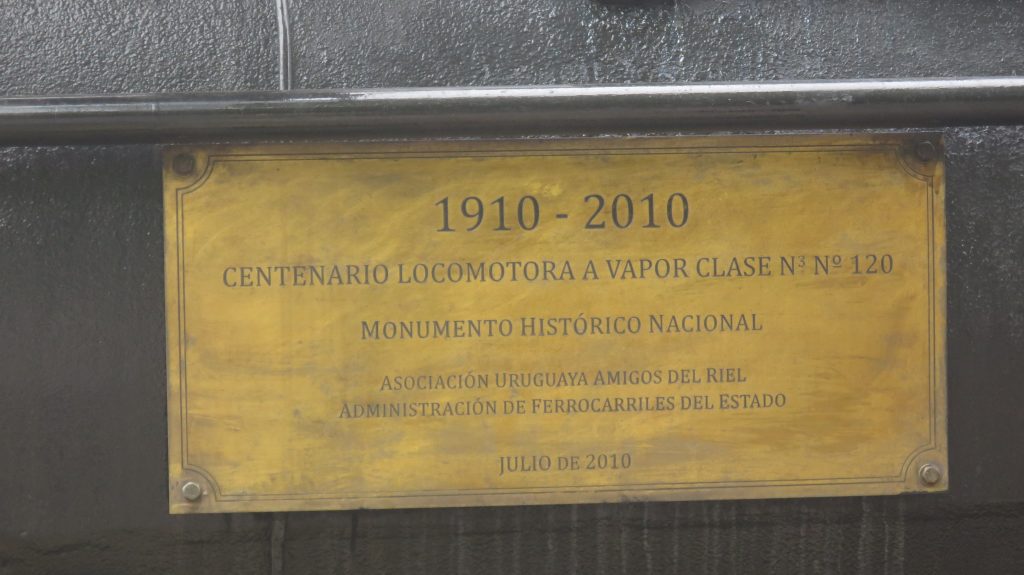 1910 - 2010
CENTENARIO LOCOMOTORA A VAPOR CLASE N³ Nº 120
MONUMENTO HISTÓRICO NACIONAL
ASOCIACIÓN URUGUAYA AMIGOS DEL RIEL
ADMINISTRACIÓN DE FERROCARRILES DEL ESTADO
JULIO DE 2010